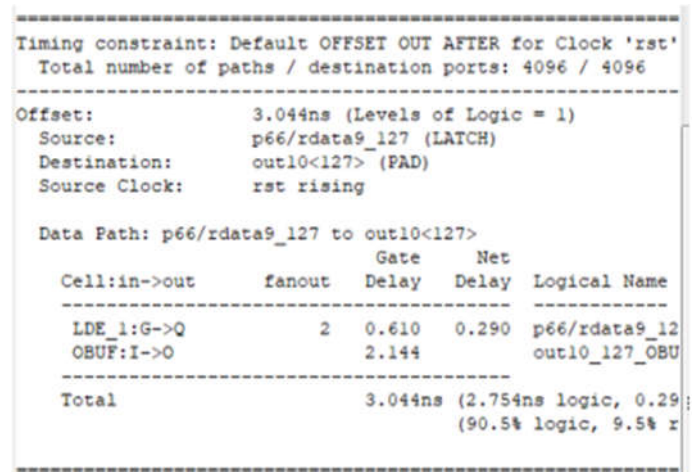 =========================================================
Timing constraint: Default OFFSET OUT AFTER for Clock 'rst'
Total number of paths / destination ports: 4096 / 4096
---------------------------------------------------------
Offset: 3.044ns (Levels of Logic = 1)
Source: p66/rdata9_127 (LATCH)
Destination: out10<127> (PAD)
Source Clock: rst rising
Data Path: p66/rdata9_127 to out10<127>
Gate Net
Cell:in->out fanout Delay Delay Logical Name
---------------------------------------- ------------
LDE_1:G->Q 2 0.610 0.290 p66/rdata9_12
OBUF:I->O 2.144 out10_127_OBU
----------------------------------------
Total 3.044ns (2.754ns logic, 0.29
(90.5% logic, 9.5% r
=========================================================